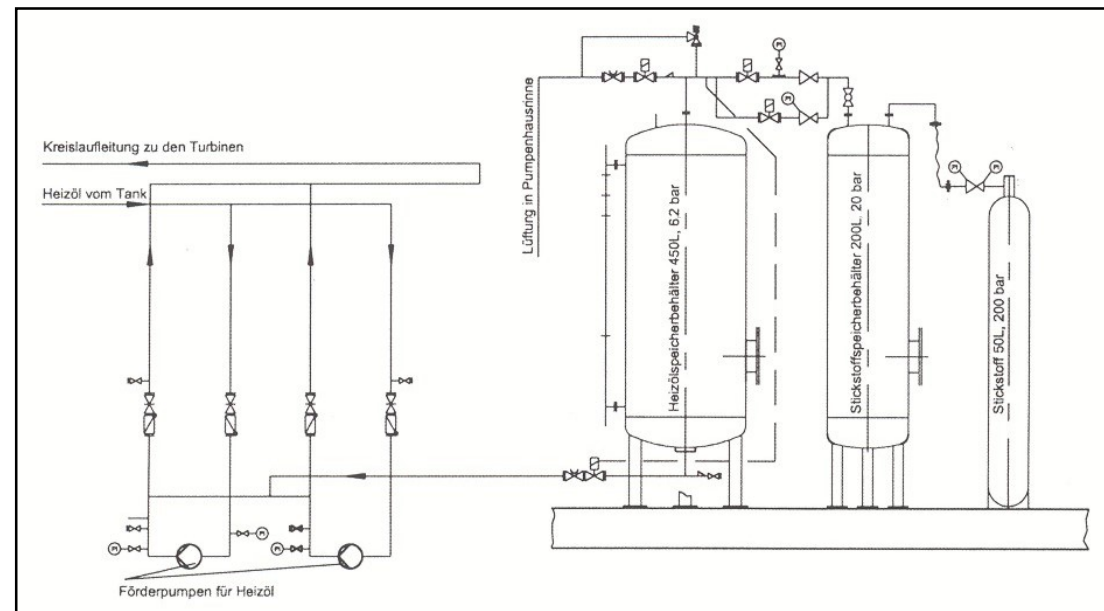 Kreislaufleitung zu den Turbinen
Heizöl vom Tank
Lüftung in Pumpenhausrinne
Heizölspeicherbehälter 450L, 6.2 bar
Stickstoffspeicherbehälter 200L. 20 bar
Stickstoff 50L, 200 bar
Förderpumpen für Heizöl